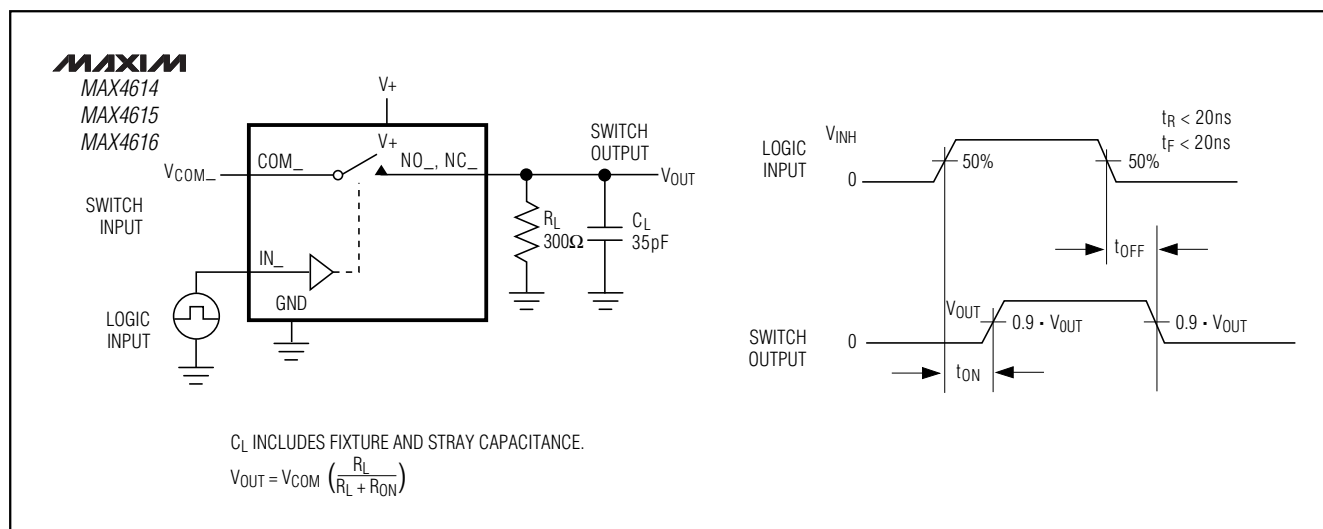 MAXIM
MAX4614
MAX4615
MAX4616
V+
V+
COM_
NO_, NC_
VCOM_
SWITCH
INPUT
SWITCH
OUTPUT
VOUT
RL
300Ω
CL
35pF
IN_
GND
LOGIC
INPUT
CL INCLUDES FIXTURE AND STRAY CAPACITANCE.
VOUT = VCOM (RL / RL + RON)
tR < 20ns
tF < 20ns
LOGIC
INPUT
VINH
0
50%
50%
tOFF
SWITCH
OUTPUT
VOUT
0
0.9 · VOUT
0.9 · VOUT
tON